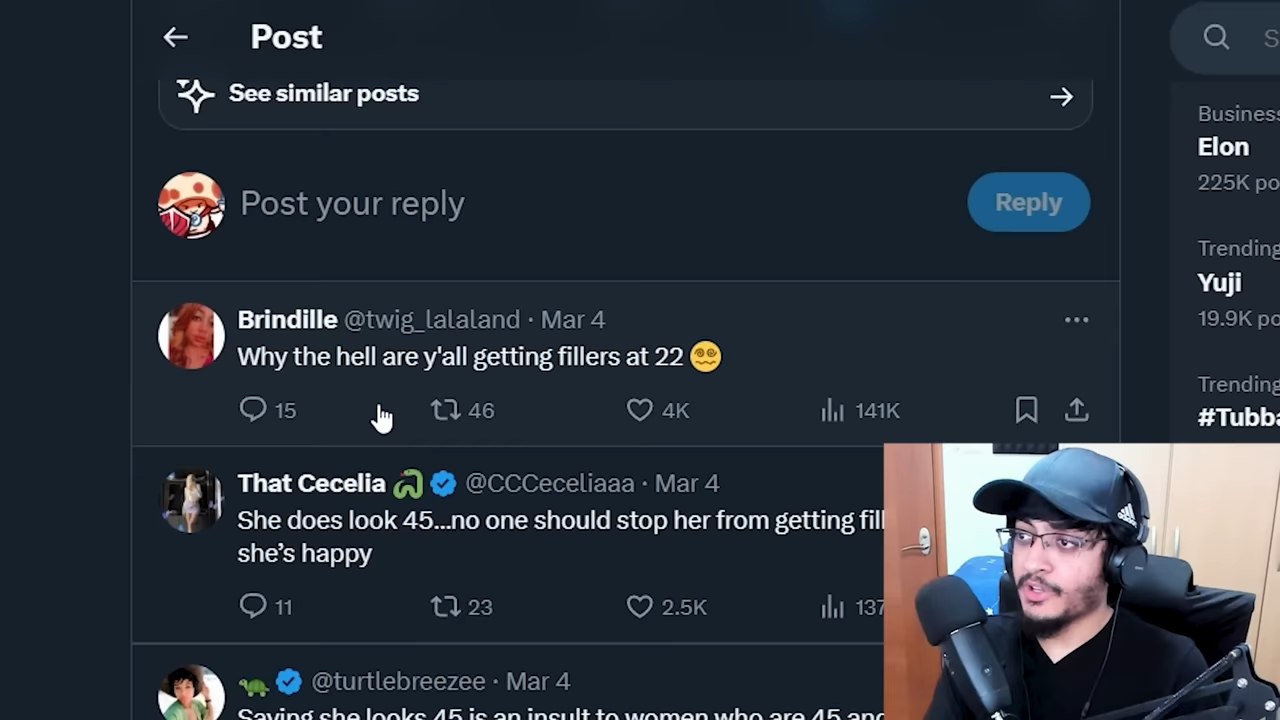 Post
See similar posts
Post your reply
Reply
Business
Elon
225K po
Trending
Yuji
19.9K po
Trending
#Tubb
Brindille @twig_lalaland · Mar 4
Why the hell are y'all getting fillers at 22 😵‍💫
15 46 4K 141K
That Cecelia 🐍 @CCCeceliaaa · Mar 4
She does look 45...no one should stop her from getting fil
she's happy
11 23 2.5K 137
🐢 @turtlebreezee · Mar 4
Saying she looks 45 is an insult to women who are 45 and